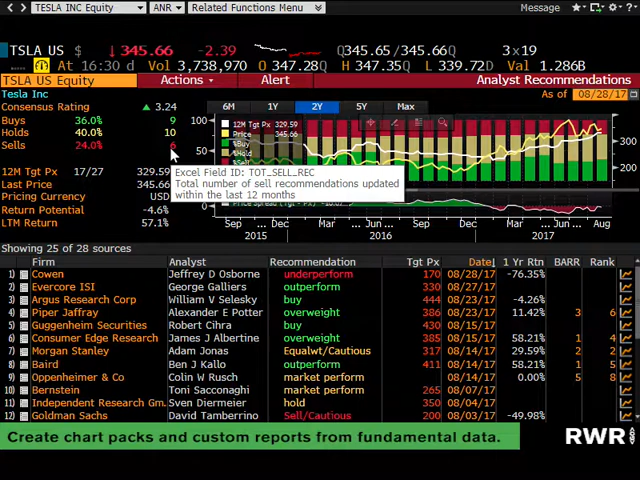 TESLA INC Equity ANR Related Functions Menu Message
TSLA US 345.66 -2.39 Q345.65/345.66Q 3x19
At 16:30 d Vol 3,738,970 O 347.28Q H 347.35Q L 339.72D Val 1.286B
TSLA US Equity Actions Alert Analyst Recommendations
Tesla Inc As of 08/28/17
Consensus Rating 3.24 6M 1Y 2Y 5Y Max
Buys 36.0% 9
Holds 40.0% 10
Sells 24.0% 6
12M Tgt Px 329.59
Price 345.66
%Buy
%Hold
%Sell
100
50
0
Excel Field ID: TOT_SELL_REC
Total number of sell recommendations updated
within the last 12 months
12M Tgt Px 17/27 329.59
Last Price 345.66
Pricing Currency USD
Return Potential -4.6%
LTM Return 57.1%
Sep Dec Mar Jun Sep Dec Mar Jun Aug
2015 2016 2017
Showing 25 of 28 sources
Firm Analyst Recommendation Tgt Px Date 1 Yr Rtn BARR Rank
1) Cowen Jeffrey D Osborne underperform 170 08/28/17 -76.35%
2) Evercore ISI George Galliers outperform 330 08/27/17
3) Argus Research Corp William V Selesky buy 444 08/23/17 -4.26%
4) Piper Jaffray Alexander E Potter overweight 386 08/23/17 11.42% 3 6
5) Guggenheim Securities Robert Cihra buy 430 08/15/17
6) Consumer Edge Research James J Albertine overweight 385 08/15/17 58.21% 1 4
7) Morgan Stanley Adam Jonas Equalwt/Cautious 317 08/14/17 29.59% 2 2
8) Baird Ben J Kallo outperform 411 08/14/17 58.21% 1 5
9) Oppenheimer & Co Colin W Rusch market perform 08/14/17 0.00% 5 8
10) Bernstein Toni Sacconaghi market perform 265 08/07/17
11) Independent Research Gm. Sven Diermeier hold 350 08/04/17
12) Goldman Sachs David Tamberrino Sell/Cautious 200 08/03/17 -49.98%
Create chart packs and custom reports from fundamental data.
RWR